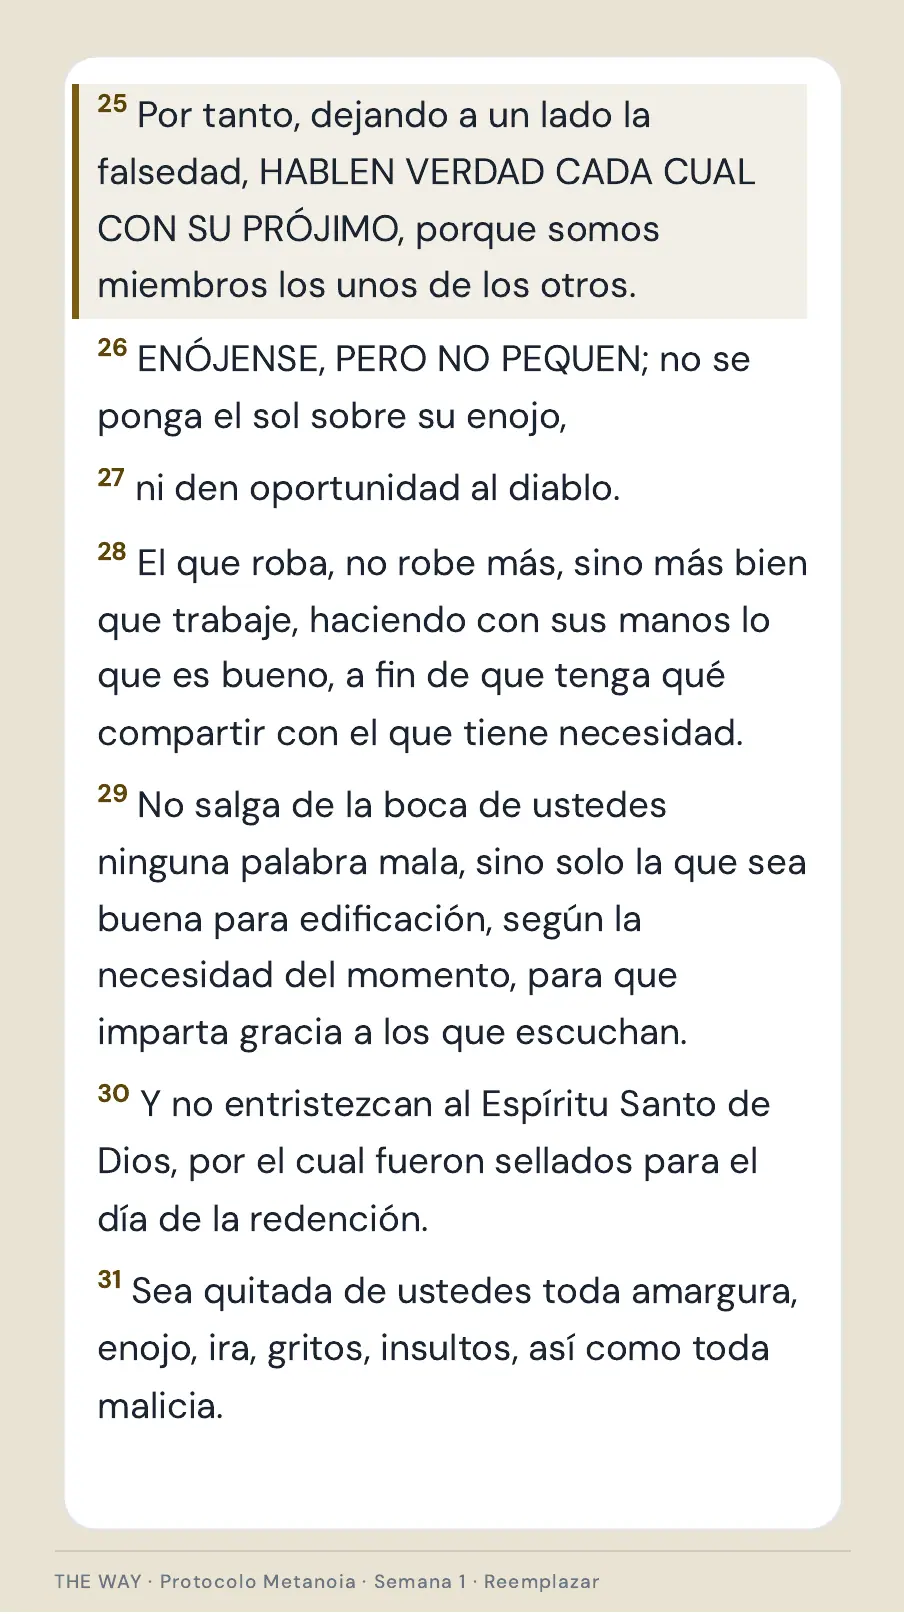 25 Por tanto, dejando a un lado la
falsedad, HABLEN VERDAD CADA CUAL
CON SU PRÓJIMO, porque somos
miembros los unos de los otros.
26 ENÓJENSE, PERO NO PEQUEN; no se
ponga el sol sobre su enojo,
27 ni den oportunidad al diablo.
28 El que roba, no robe más, sino más bien
que trabaje, haciendo con sus manos lo
que es bueno, a fin de que tenga qué
compartir con el que tiene necesidad.
29 No salga de la boca de ustedes
ninguna palabra mala, sino solo la que sea
buena para edificación, según la
necesidad del momento, para que
imparta gracia a los que escuchan.
30 Y no entristezcan al Espíritu Santo de
Dios, por el cual fueron sellados para el
día de la redención.
31 Sea quitada de ustedes toda amargura,
enojo, ira, gritos, insultos, así como toda
malicia.
THE WAY · Protocolo Metanoia · Semana 1 · Reemplazar